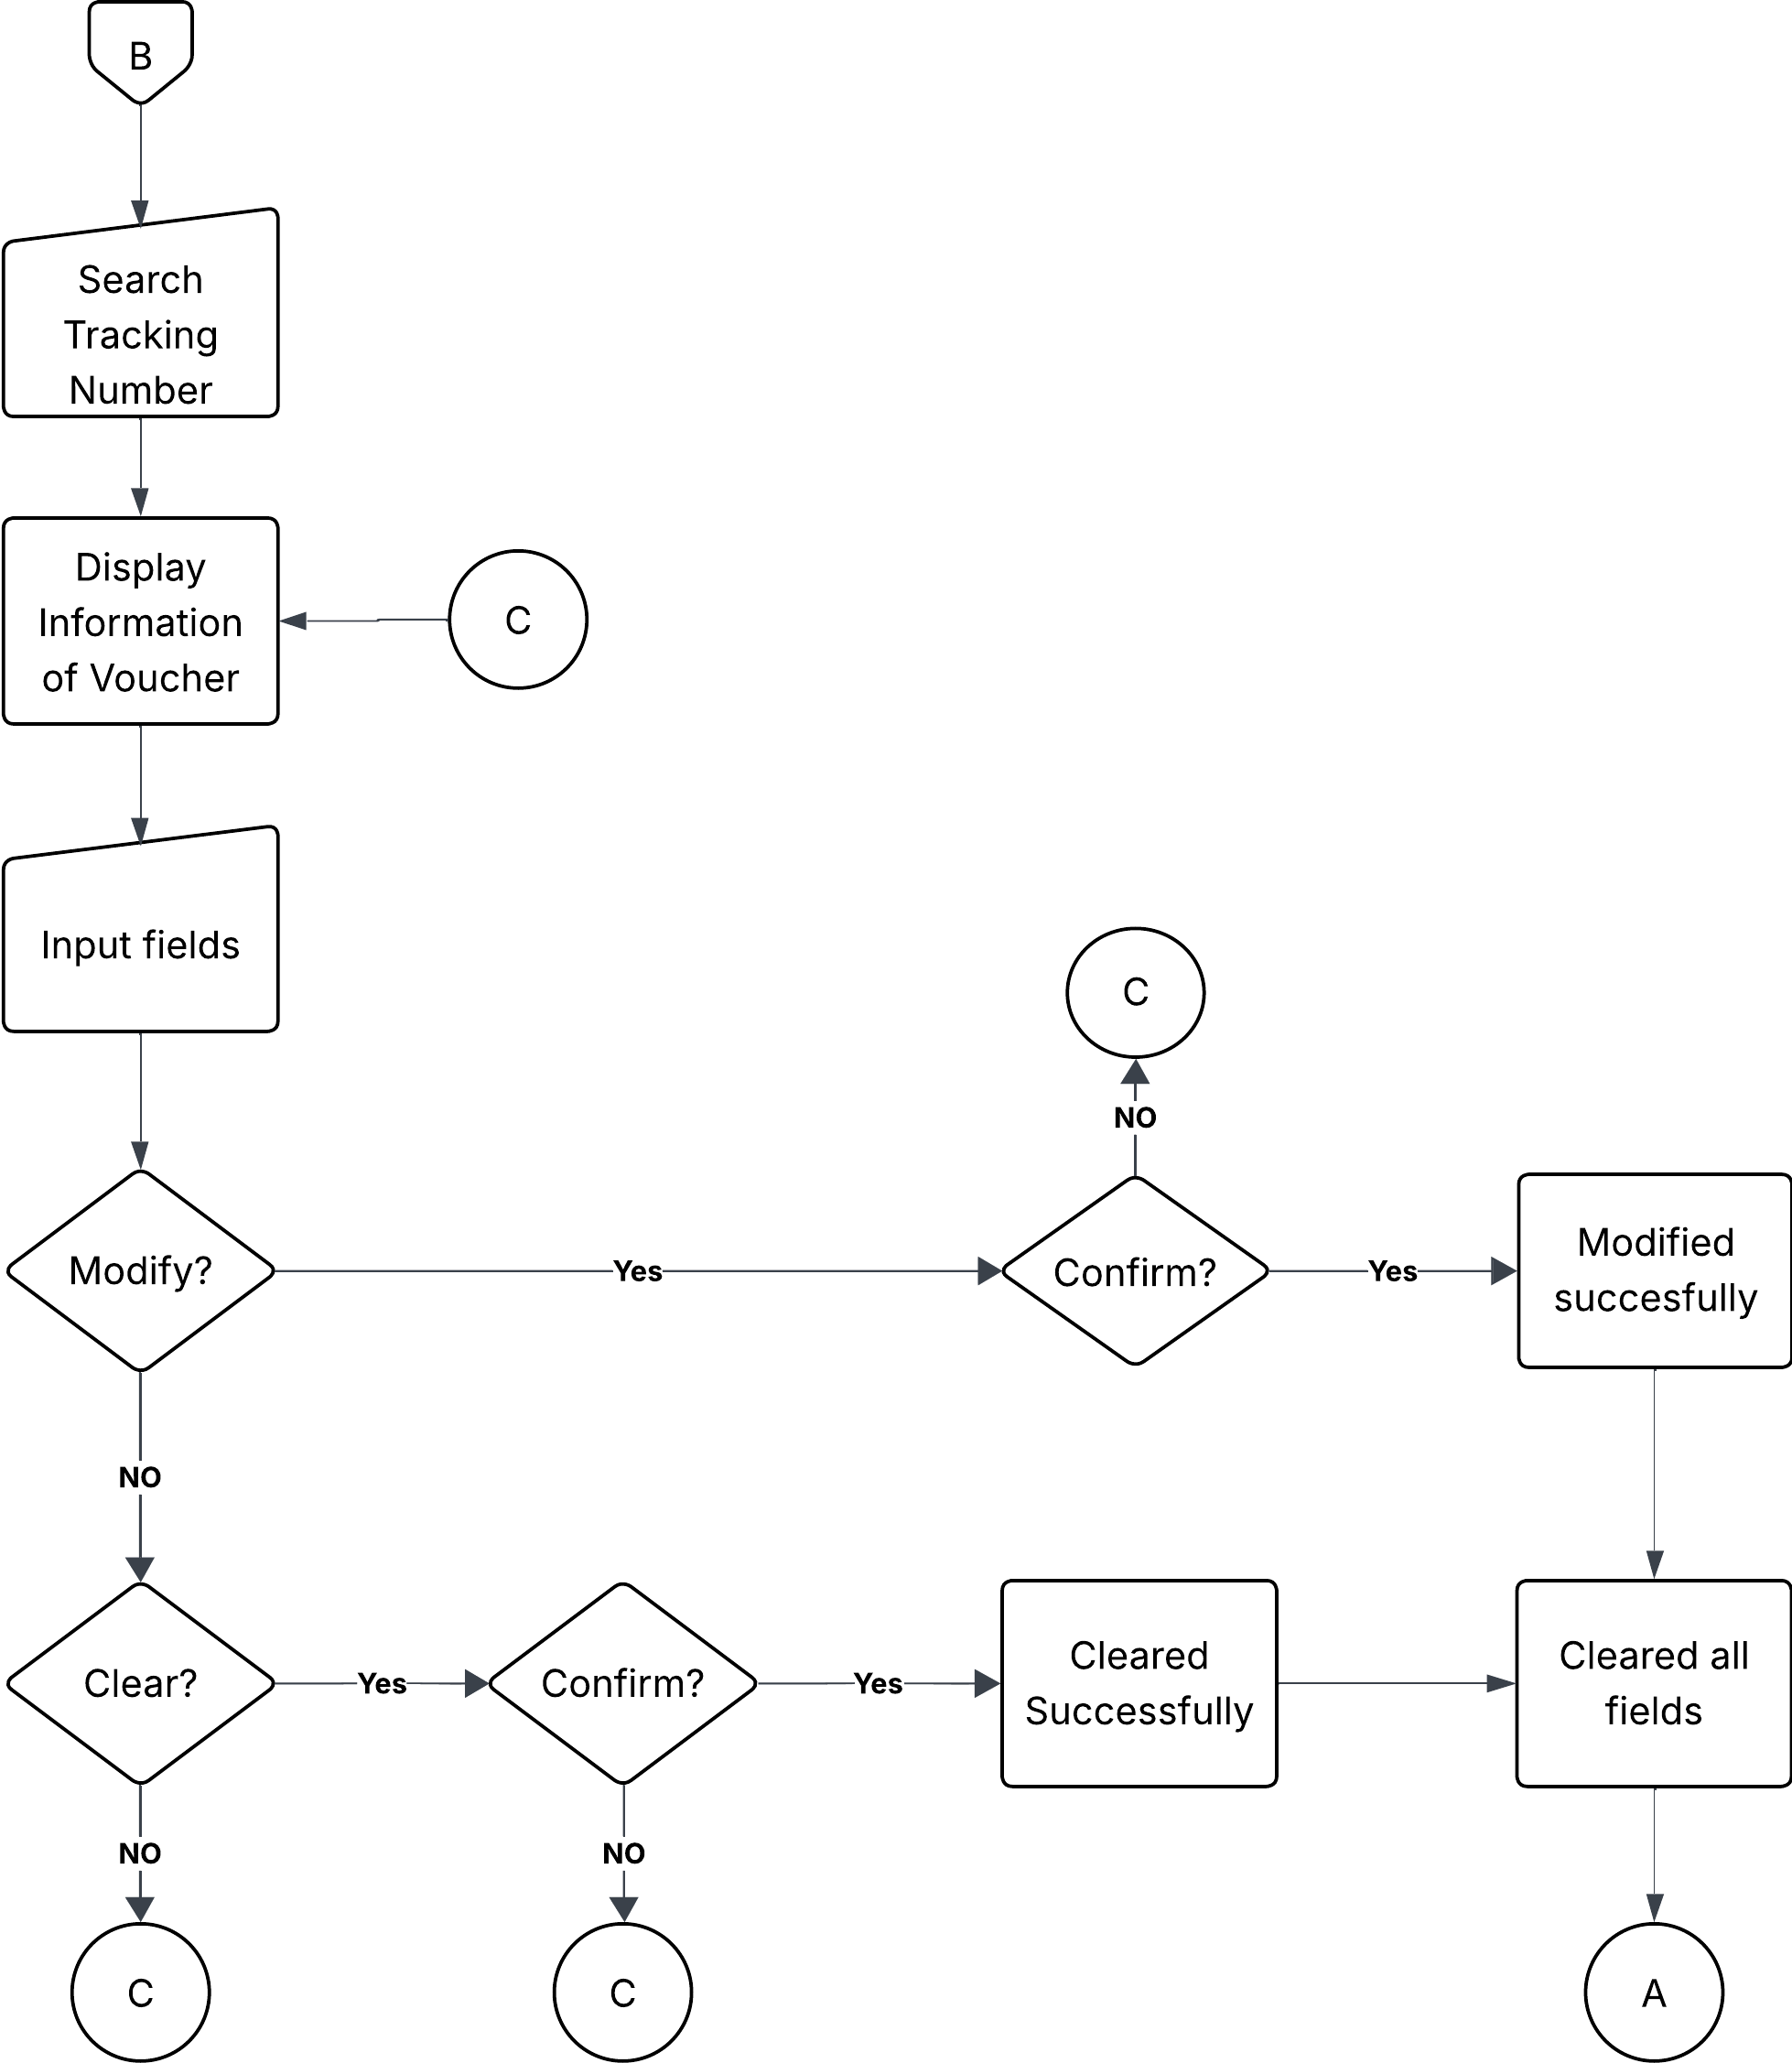 B
Search
Tracking
Number
Display
Information
of Voucher
C
Input fields
C
NO
Modify?
Yes
Confirm?
Yes
Modified
succesfully
NO
Clear?
Yes
Confirm?
Yes
Cleared
Successfully
Cleared all
fields
NO
NO
C
C
A